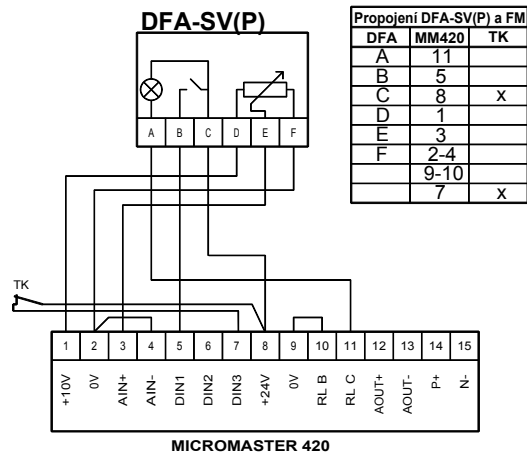 DFA-SV(P)
A B C D E F
Propojení DFA-SV(P) a FM
DFA MM420 TK
A 11
B 5
C 8 x
D 1
E 3
F 2-4
9-10
7 x
TK
1 2 3 4 5 6 7 8 9 10 11 12 13 14 15
+10V 0V AIN+ AIN- DIN1 DIN2 DIN3 +24V 0V RL B RL C AOUT+ AOUT- P+ N-
MICROMASTER 420